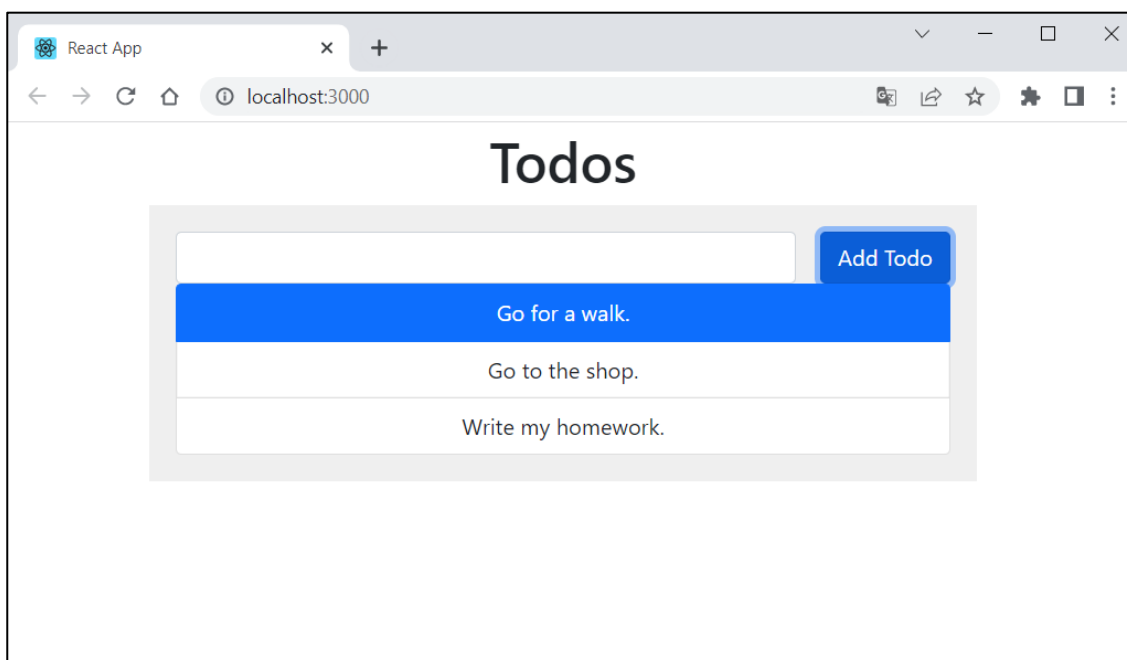 React App
localhost:3000
Todos
Add Todo
Go for a walk.
Go to the shop.
Write my homework.